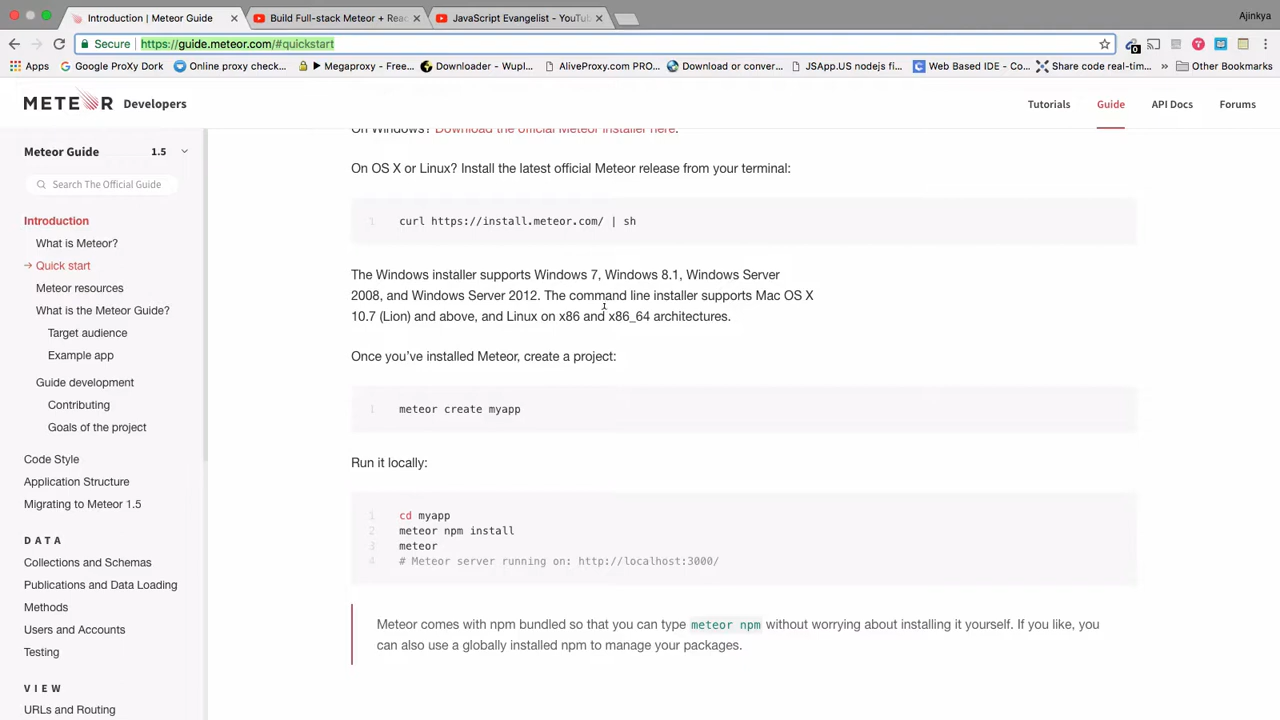 Introduction | Meteor Guide
Build Full-stack Meteor + Rea
JavaScript Evangelist - YouTu
Ajinkya
Secure
https://guide.meteor.com/#quickstart
Apps
Google ProXy Dork
Online proxy check...
Megaproxy - Free...
Downloader - Wupl...
AliveProxy.com PRO...
Download or conver...
JSApp.US nodejs fi...
Web Based IDE - Co...
Share code real-tim...
»
Other Bookmarks
METEOR Developers
Tutorials
Guide
API Docs
Forums
Meteor Guide
1.5
Search The Official Guide
Introduction
What is Meteor?
Quick start
Meteor resources
What is the Meteor Guide?
Target audience
Example app
Guide development
Contributing
Goals of the project
Code Style
Application Structure
Migrating to Meteor 1.5
DATA
Collections and Schemas
Publications and Data Loading
Methods
Users and Accounts
Testing
VIEW
URLs and Routing
On Windows? Download the official Meteor installer here.
On OS X or Linux? Install the latest official Meteor release from your terminal:
1 curl https://install.meteor.com/ | sh
The Windows installer supports Windows 7, Windows 8.1, Windows Server
2008, and Windows Server 2012. The command line installer supports Mac OS X
10.7 (Lion) and above, and Linux on x86 and x86_64 architectures.
Once you've installed Meteor, create a project:
1 meteor create myapp
Run it locally:
1 cd myapp
2 meteor npm install
3 meteor
4 # Meteor server running on: http://localhost:3000/
Meteor comes with npm bundled so that you can type meteor npm without worrying about installing it yourself. If you like, you
can also use a globally installed npm to manage your packages.